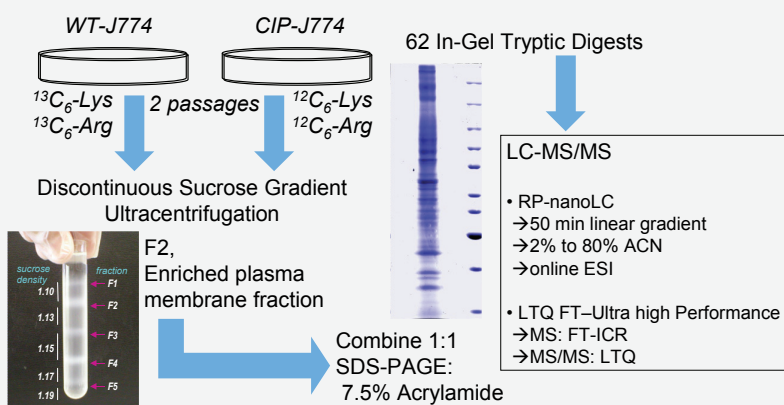 WT-J774
CIP-J774
¹³C₆-Lys
¹³C₆-Arg
2 passages
¹²C₆-Lys
¹²C₆-Arg
Discontinuous Sucrose Gradient
Ultracentrifugation
sucrose
density
fraction
1.10
1.13
1.15
1.17
1.19
F1
F2
F3
F4
F5
F2,
Enriched plasma
membrane fraction
Combine 1:1
SDS-PAGE:
7.5% Acrylamide
62 In-Gel Tryptic Digests
LC-MS/MS
• RP-nanoLC
→50 min linear gradient
→2% to 80% ACN
→online ESI
• LTQ FT–Ultra high Performance
→MS: FT-ICR
→MS/MS: LTQ